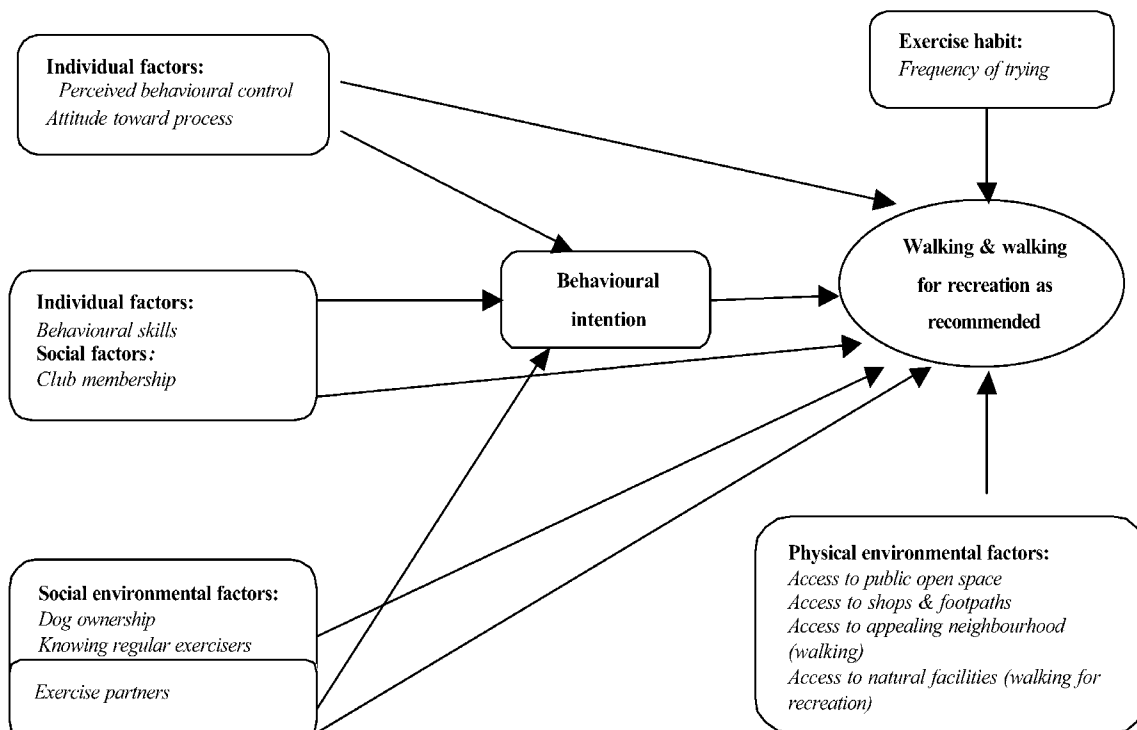 Individual factors:
Perceived behavioural control
Attitude toward process
Exercise habit:
Frequency of trying
Walking & walking
for recreation as
recommended
Behavioural
intention
Individual factors:
Behavioural skills
Social factors:
Club membership
Social environmental factors:
Dog ownership
Knowing regular exercisers
Exercise partners
Physical environmental factors:
Access to public open space
Access to shops & footpaths
Access to appealing neighbourhood
(walking)
Access to natural facilities (walking for
recreation)